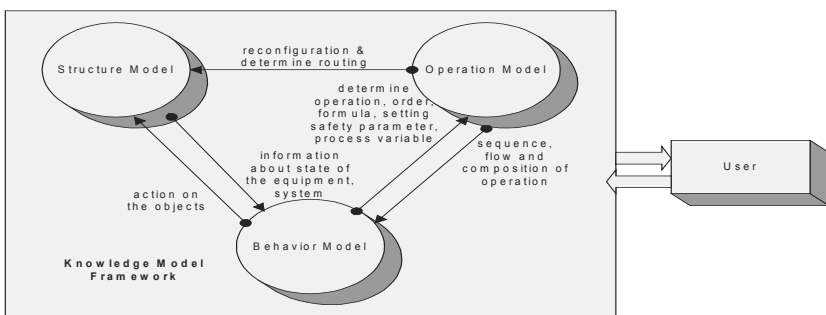 reconfiguration &
determine routing
Structure Model
Operation Model
determine
operation, order,
formula, setting
safety parameter,
process variable
sequence,
flow and
composition of
operation
information
about state of
the equipment,
system
action on
the objects
Behavior Model
Knowledge Model
Framework
User